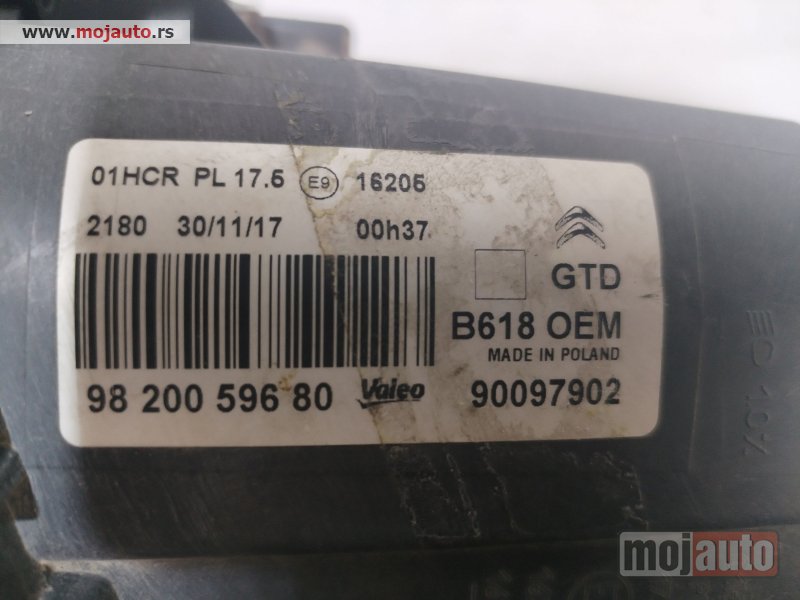 www.mojauto.rs
01HCR PL 17.5 E9 16205
2180 30/11/17 00h37
GTD
B618 OEM
MADE IN POLAND
98 200 596 80 Valeo 90097902
mojauto